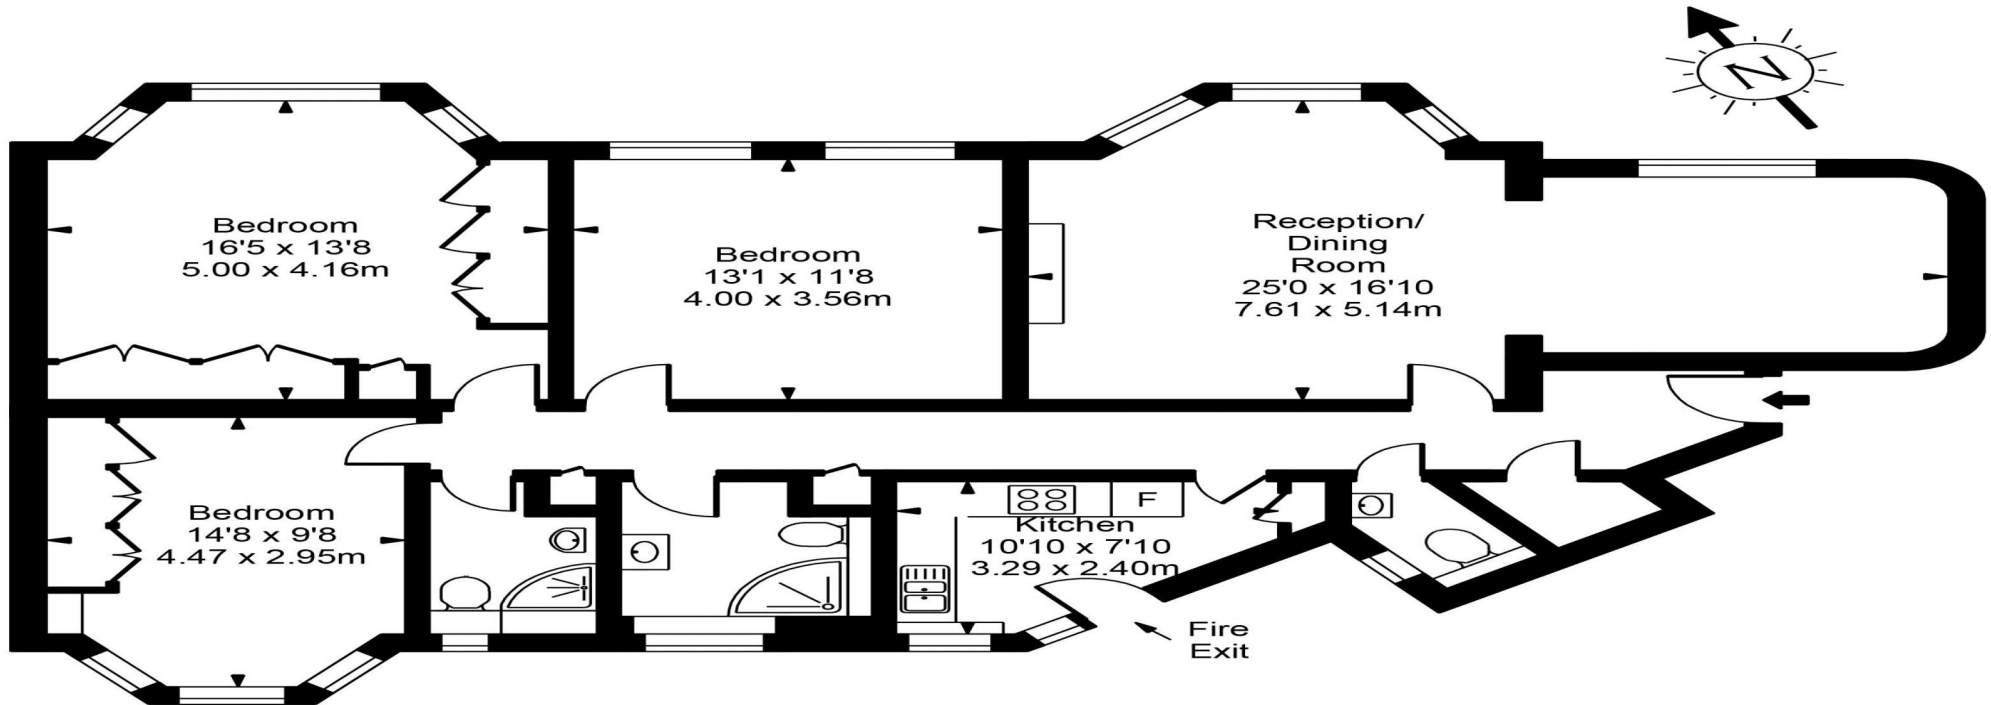 N
Bedroom
16'5 x 13'8
5.00 x 4.16m
Bedroom
13'1 x 11'8
4.00 x 3.56m
Reception/
Dining
Room
25'0 x 16'10
7.61 x 5.14m
Bedroom
14'8 x 9'8
4.47 x 2.95m
F
Kitchen
10'10 x 7'10
3.29 x 2.40m
Fire
Exit